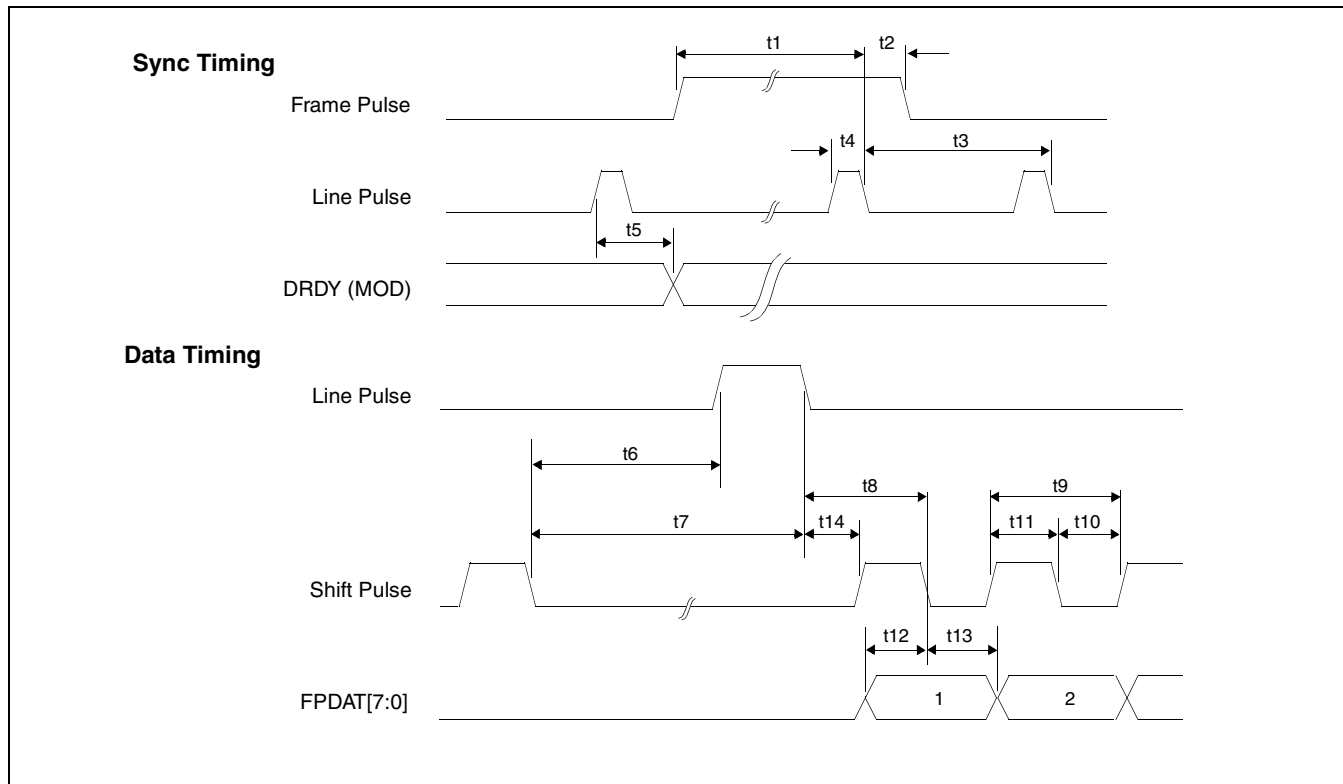 Sync Timing
t1
t2
Frame Pulse
t4
t3
Line Pulse
t5
DRDY (MOD)
Data Timing
Line Pulse
t6
t8
t9
t7
t14
t11
t10
Shift Pulse
t12
t13
FPDAT[7:0]
1
2